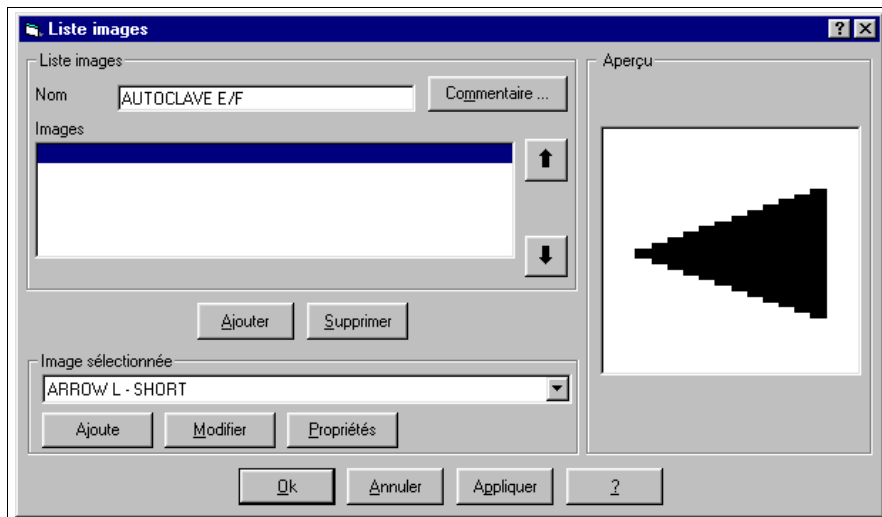 Liste images
Liste images
Nom
AUTOCLAVE E/F
Commentaire ...
Images
Ajouter
Supprimer
Image sélectionnée
ARROW L - SHORT
Ajoute
Modifier
Propriétés
Aperçu
Ok
Annuler
Appliquer
?